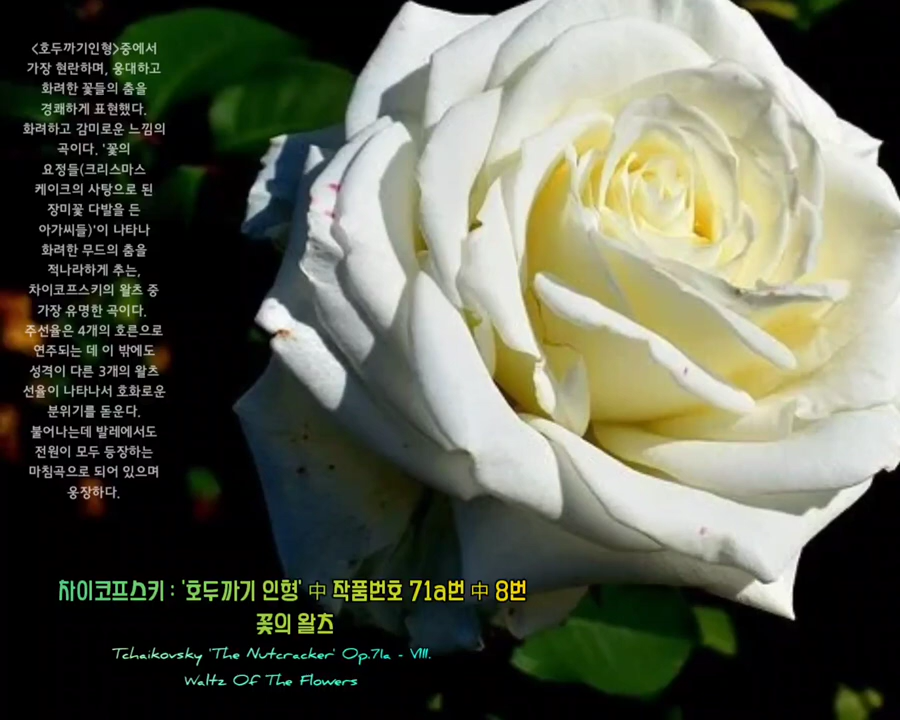 <호두까기인형>중에서
가장 현란하며, 웅대하고
화려한 꽃들의 춤을
경쾌하게 표현했다.
화려하고 감미로운 느낌의
곡이다. '꽃의
요정들(크리스마스
케이크의 사탕으로 된
장미꽃 다발을 든
아가씨들)'이 나타나
화려한 무드의 춤을
적나라하게 추는,
차이코프스키의 왈츠 중
가장 유명한 곡이다.
주선율은 4개의 호른으로
연주되는 데 이 밖에도
성격이 다른 3개의 왈츠
선율이 나타나서 호화로운
분위기를 돋운다.
불어나는데 발레에서도
전원이 모두 등장하는
마침곡으로 되어 있으며
웅장하다.
차이코프스키 : '호두까기 인형' 中 작품번호 71a번 中 8번
꽃의 왈츠
Tchaikovsky 'The Nutcracker' Op.71a - VIII.
Waltz Of The Flowers